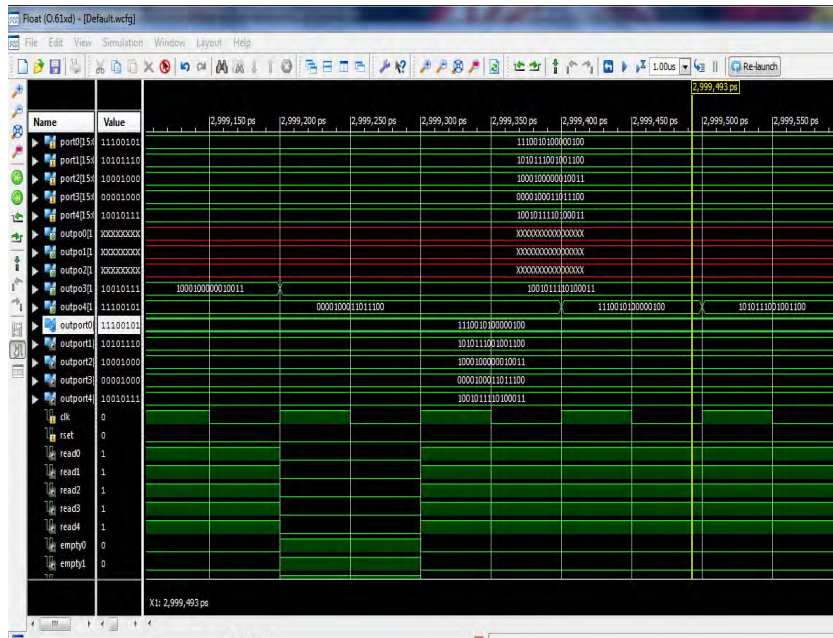 Float (O.61xd) - [Default.wcfg]
File Edit View Simulation Window Layout Help
1.00us Re-launch
2,999,493 ps
Name Value 2,999,150 ps 2,999,200 ps 2,999,250 ps 2,999,300 ps 2,999,350 ps 2,999,400 ps 2,999,450 ps 2,999,500 ps 2,999,550 ps
port0[15: 11100101 1110010100000100
port1[15: 10101110 1010111001001100
port2[15: 10001000 1000100000010011
port3[15: 00001000 0000100011011100
port4[15: 10010111 1001011110100011
outpo0[1 XXXXXXXX XXXXXXXXXXXXXXXX
outpo1[1 XXXXXXXX XXXXXXXXXXXXXXXX
outpo2[1 XXXXXXXX XXXXXXXXXXXXXXXX
outpo3[1 10010111 1000100000010011 1001011110100011
outpo4[1 11100101 0000100011011100 1110010100000100 1010111001001100
outport0[ 11100101 1110010100000100
outport1[ 10101110 1010111001001100
outport2[ 10001000 1000100000010011
outport3[ 00001000 0000100011011100
outport4[ 10010111 1001011110100011
clk 0
rset 0
read0 1
read1 1
read2 1
read3 1
read4 1
empty0 0
empty1 0
X1: 2,999,493 ps